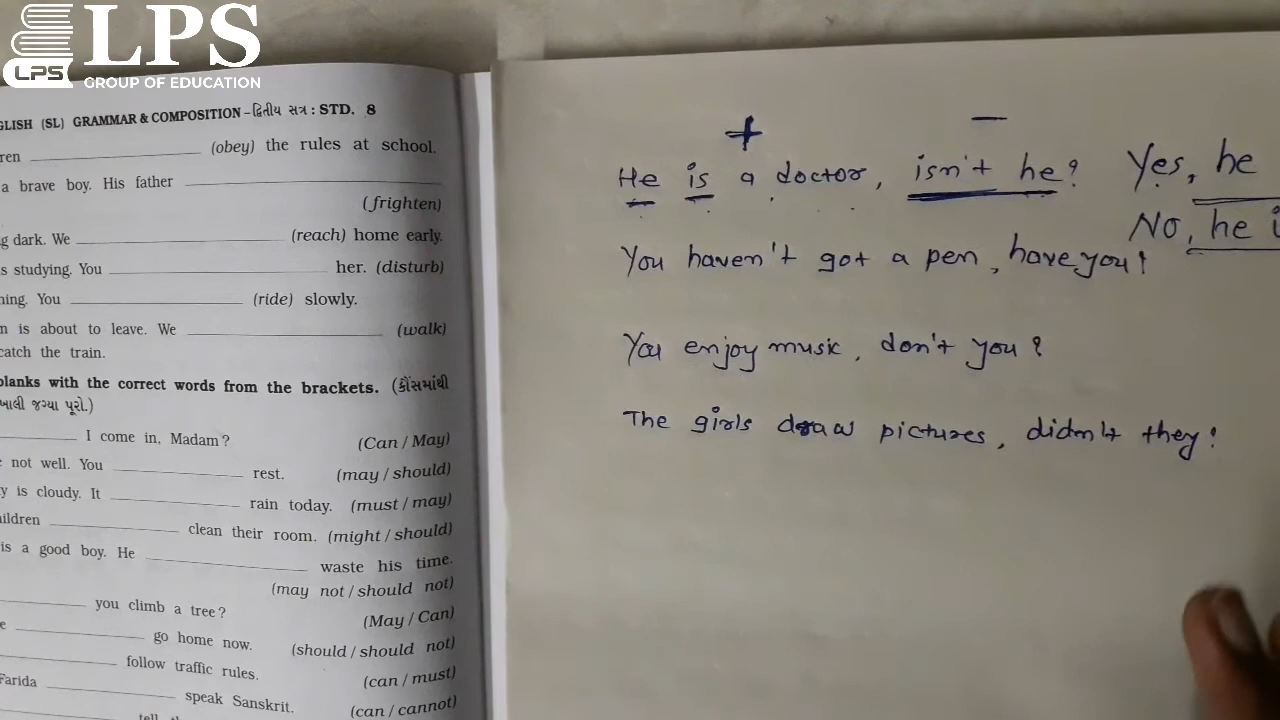 LPS
LPS
GROUP OF EDUCATION
(SL) GRAMMAR & COMPOSITION – દ્વિતીય સત્ર : STD. 8
(obey) the rules at school.
a brave boy. His father
(frighten)
dark. We (reach) home early.
studying. You her. (disturb)
You (ride) slowly.
is about to leave. We (walk)
catch the train.
blanks with the correct words from the brackets. (કૌંસમાંથી
ખાલી જગ્યા પૂરો.)
I come in, Madam? (Can / May)
not well. You rest. (may / should)
is cloudy. It rain today. (must / may)
clean their room. (might / should)
is a good boy. He waste his time.
(may not / should not)
you climb a tree? (May / Can)
go home now. (should / should not)
follow traffic rules. (can / must)
Farida speak Sanskrit. (can / cannot)
tell
+ —
He is a doctor, isn't he? Yes, he
No, he
You haven't got a pen, have you?
You enjoy music, don't you?
The girls draw pictures, didn't they?